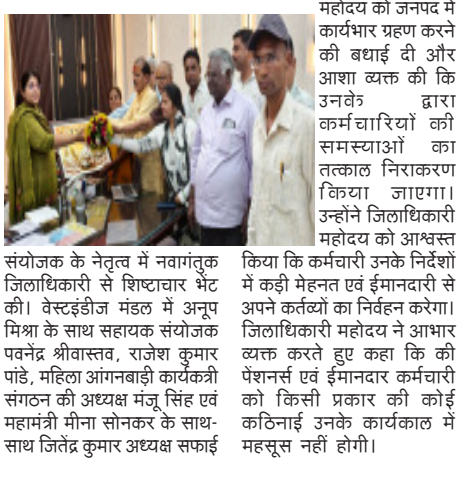 संयोजक के नेतृत्व में नवागंतुक
जिलाधिकारी से शिष्टाचार भेंट
की। वेस्टइंडीज मंडल में अनूप
मिश्रा के साथ सहायक संयोजक
पवनेंद्र श्रीवास्तव, राजेश कुमार
पांडे, महिला आंगनबाड़ी कार्यकत्री
संगठन की अध्यक्ष मंजू सिंह एवं
महामंत्री मीना सोनकर के साथ-
साथ जितेंद्र कुमार अध्यक्ष सफाई
महोदय को जनपद में
कार्यभार ग्रहण करने
की बधाई दी और
आशा व्यक्त की कि
उनके द्वारा
कर्मचारियों की
समस्याओं का
तत्काल निराकरण
किया जाएगा।
उन्होंने जिलाधिकारी
महोदय को आश्वस्त
किया कि कर्मचारी उनके निर्देशों
में कड़ी मेहनत एवं ईमानदारी से
अपने कर्तव्यों का निर्वहन करेगा।
जिलाधिकारी महोदय ने आभार
व्यक्त करते हुए कहा कि की
पेंशनर्स एवं ईमानदार कर्मचारी
को किसी प्रकार की कोई
कठिनाई उनके कार्यकाल में
महसूस नहीं होगी।